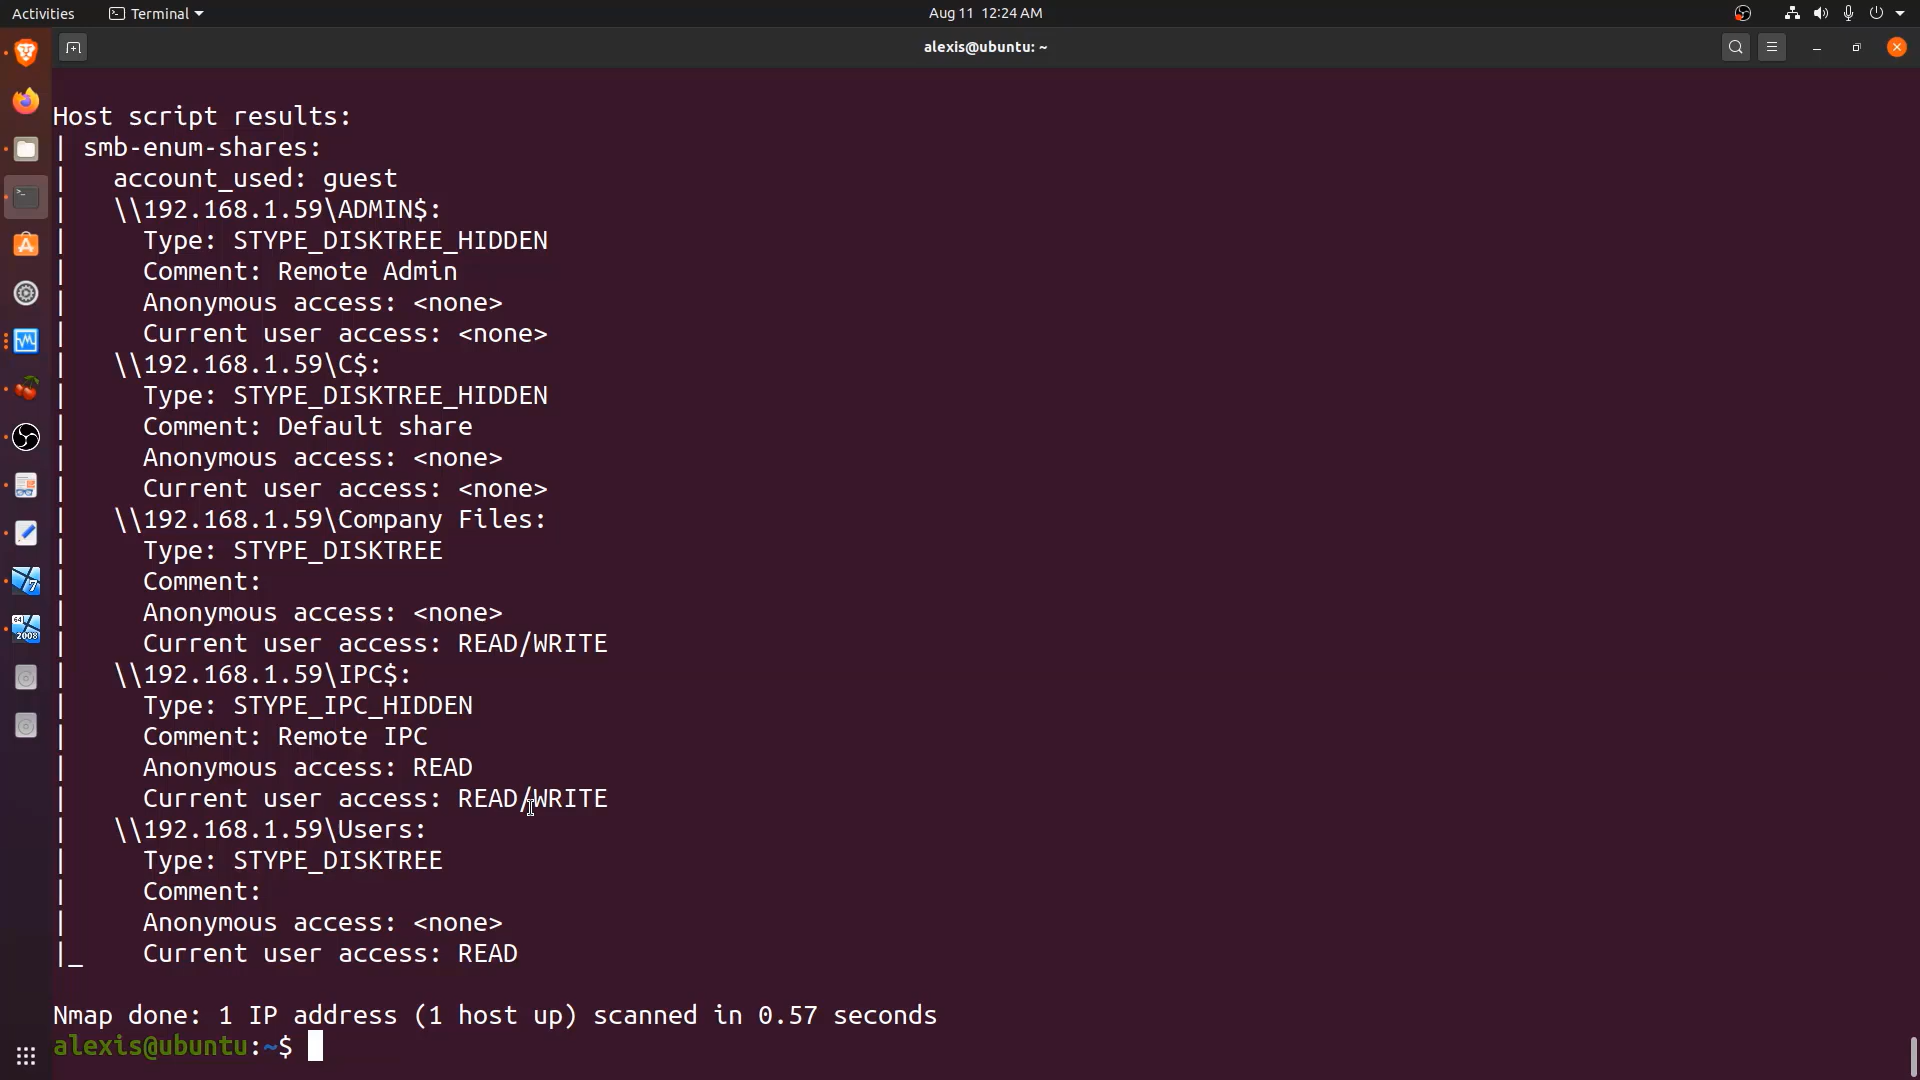 Activities
Terminal
Aug 11 12:24 AM
alexis@ubuntu: ~
Host script results:
| smb-enum-shares:
|   account_used: guest
|   \\192.168.1.59\ADMIN$:
|     Type: STYPE_DISKTREE_HIDDEN
|     Comment: Remote Admin
|     Anonymous access: <none>
|     Current user access: <none>
|   \\192.168.1.59\C$:
|     Type: STYPE_DISKTREE_HIDDEN
|     Comment: Default share
|     Anonymous access: <none>
|     Current user access: <none>
|   \\192.168.1.59\Company Files:
|     Type: STYPE_DISKTREE
|     Comment:
|     Anonymous access: <none>
|     Current user access: READ/WRITE
|   \\192.168.1.59\IPC$:
|     Type: STYPE_IPC_HIDDEN
|     Comment: Remote IPC
|     Anonymous access: READ
|     Current user access: READ/WRITE
|   \\192.168.1.59\Users:
|     Type: STYPE_DISKTREE
|     Comment:
|     Anonymous access: <none>
|_    Current user access: READ
Nmap done: 1 IP address (1 host up) scanned in 0.57 seconds
alexis@ubuntu:~$
7
64
2008